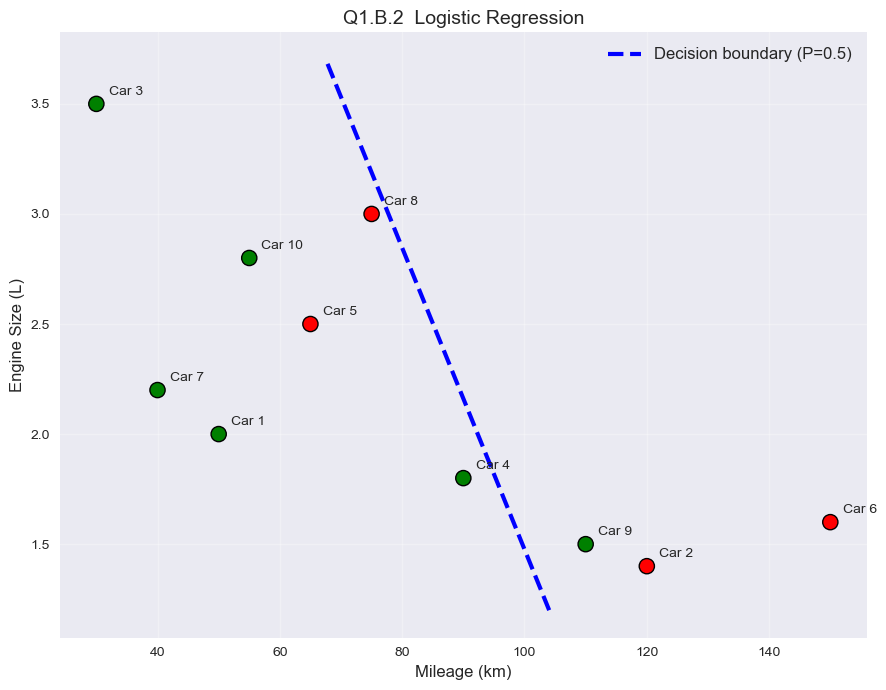 Q1.B.2  Logistic Regression
Decision boundary (P=0.5)
Car 3
Car 8
Car 10
Car 5
Car 7
Car 1
Car 4
Car 6
Car 9
Car 2
Engine Size (L)
3.5
3.0
2.5
2.0
1.5
40 60 80 100 120 140
Mileage (km)